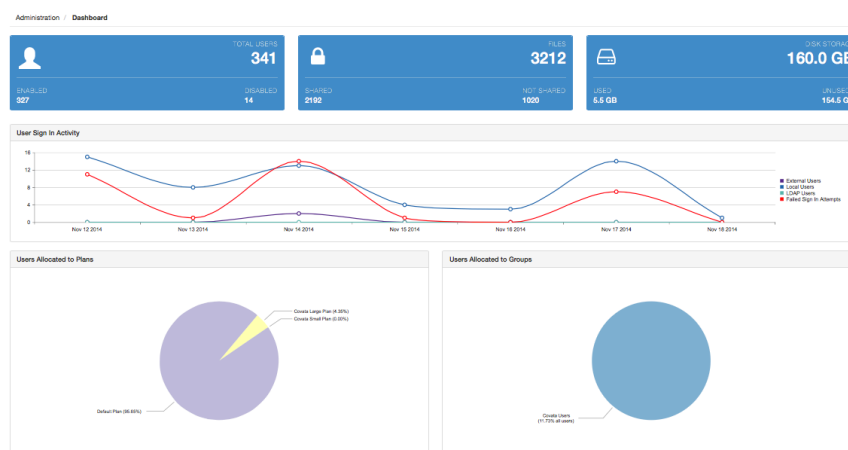 Administration / Dashboard
TOTAL USERS
341
ENABLED
327
DISABLED
14
FILES
3212
SHARED
2192
NOT SHARED
1020
DISK STORAG
160.0 GE
USED
5.5 GB
UNUSED
154.5 G
User Sign In Activity
16
12
8
4
0
Nov 12 2014
Nov 13 2014
Nov 14 2014
Nov 15 2014
Nov 16 2014
Nov 17 2014
Nov 18 2014
External Users
Local Users
LDAP Users
Failed Sign In Attempts
Users Allocated to Plans
Covata Large Plan (4.35%)
Covata Small Plan (0.00%)
Default Plan (95.65%)
Users Allocated to Groups
Covata Users
(11.73% all users)